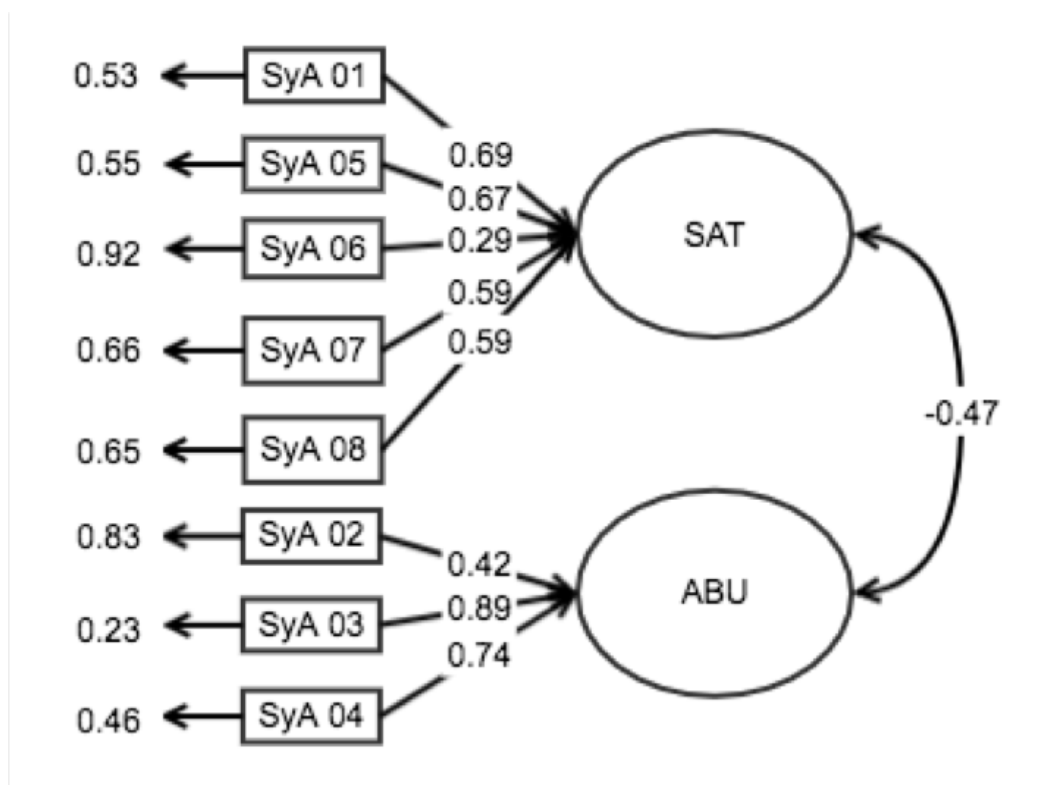 0.53 SyA 01
0.69
0.55 SyA 05
0.67
0.92 SyA 06 0.29 SAT
0.59
0.66 SyA 07
0.59
0.65 SyA 08
-0.47
0.83 SyA 02
0.42
0.23 SyA 03 0.89 ABU
0.74
0.46 SyA 04